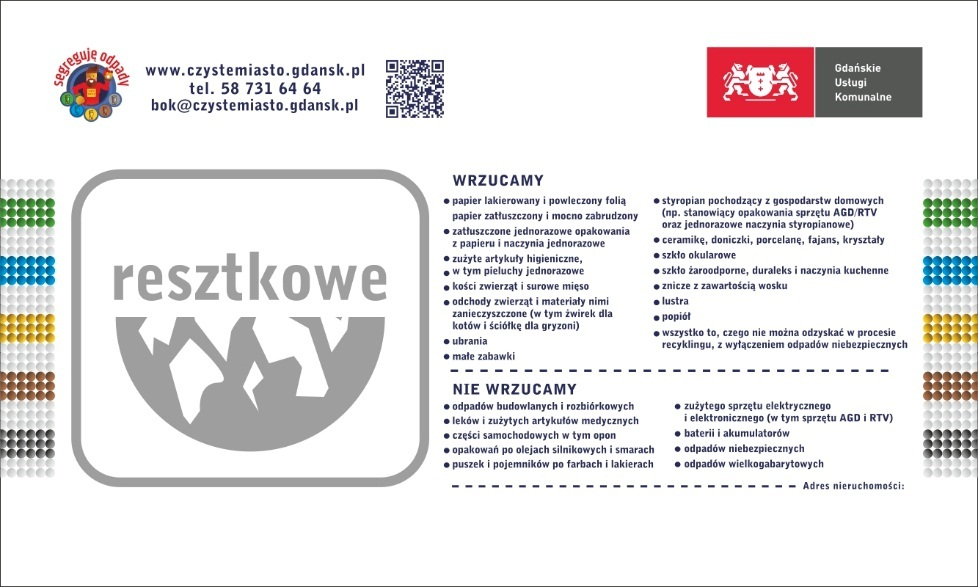 segreguję odpady
www.czystemiasto.gdansk.pl
tel. 58 731 64 64
bok@czystemiasto.gdansk.pl
Gdańskie
Usługi
Komunalne
resztkowe
WRZUCAMY
• papier lakierowany i powleczony folią
papier zatłuszczony i mocno zabrudzony
• zatłuszczone jednorazowe opakowania
z papieru i naczynia jednorazowe
• zużyte artykuły higieniczne,
• w tym pieluchy jednorazowe
• kości zwierząt i surowe mięso
• odchody zwierząt i materiały nimi
zanieczyszczone (w tym żwirek dla
kotów i ściółkę dla gryzoni)
• ubrania
• małe zabawki
• styropian pochodzący z gospodarstw domowych
(np. stanowiący opakowania sprzętu AGD/RTV
oraz jednorazowe naczynia styropianowe)
• ceramikę, doniczki, porcelanę, fajans, kryształy
• szkło okularowe
• szkło żaroodporne, duraleks i naczynia kuchenne
• znicze z zawartością wosku
• lustra
• popiół
• wszystko to, czego nie można odzyskać w procesie
recyklingu, z wyłączeniem odpadów niebezpiecznych
NIE WRZUCAMY
• odpadów budowlanych i rozbiórkowych
• leków i zużytych artykułów medycznych
• części samochodowych w tym opon
• opakowań po olejach silnikowych i smarach
• puszek i pojemników po farbach i lakierach
• zużytego sprzętu elektrycznego
i elektronicznego (w tym sprzętu AGD i RTV)
• baterii i akumulatorów
• odpadów niebezpiecznych
• odpadów wielkogabarytowych
Adres nieruchomości: